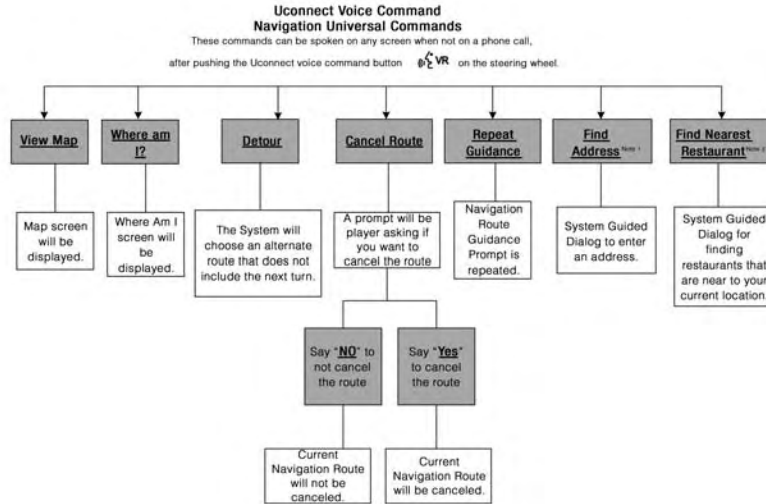 Uconnect Voice Command
Navigation Universal Commands
These commands can be spoken on any screen when not on a phone call,
after pushing the Uconnect voice command button VR on the steering wheel.
View Map
Where am
I?
Detour
Cancel Route
Repeat
Guidance
Find
Address Note 1
Find Nearest
Restaurant Note 2
Map screen
will be
displayed.
Where Am I
screen will
be
displayed.
The System will
choose an alternate
route that does not
include the next turn.
A prompt will be
player asking if
you want to
cancel the route
Navigation
Route
Guidance
Prompt is
repeated.
System Guided
Dialog to enter
an address.
System Guided
Dialog for
finding
restaurants that
are near to your
current location.
Say "NO" to
not cancel
the route
Say "Yes"
to cancel
the route
Current
Navigation Route
will not be
canceled.
Current
Navigation Route
will be canceled.